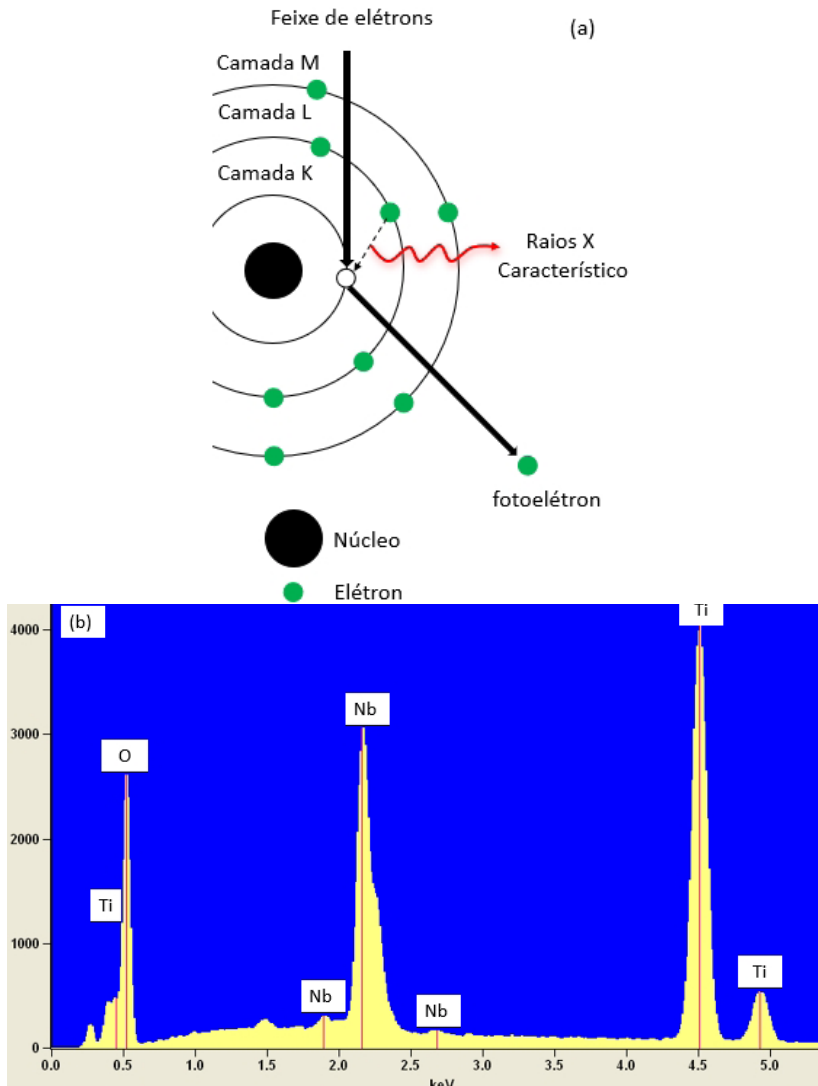 Feixe de elétrons
(a)
Camada M
Camada L
Camada K
Raios X
Característico
fotoelétron
Núcleo
Elétron
(b)
Ti
4000
Nb
3000
O
2000
Ti
1000
Nb
Nb
Ti
0
0.0 0.5 1.0 1.5 2.0 2.5 3.0 3.5 4.0 4.5 5.0
keV